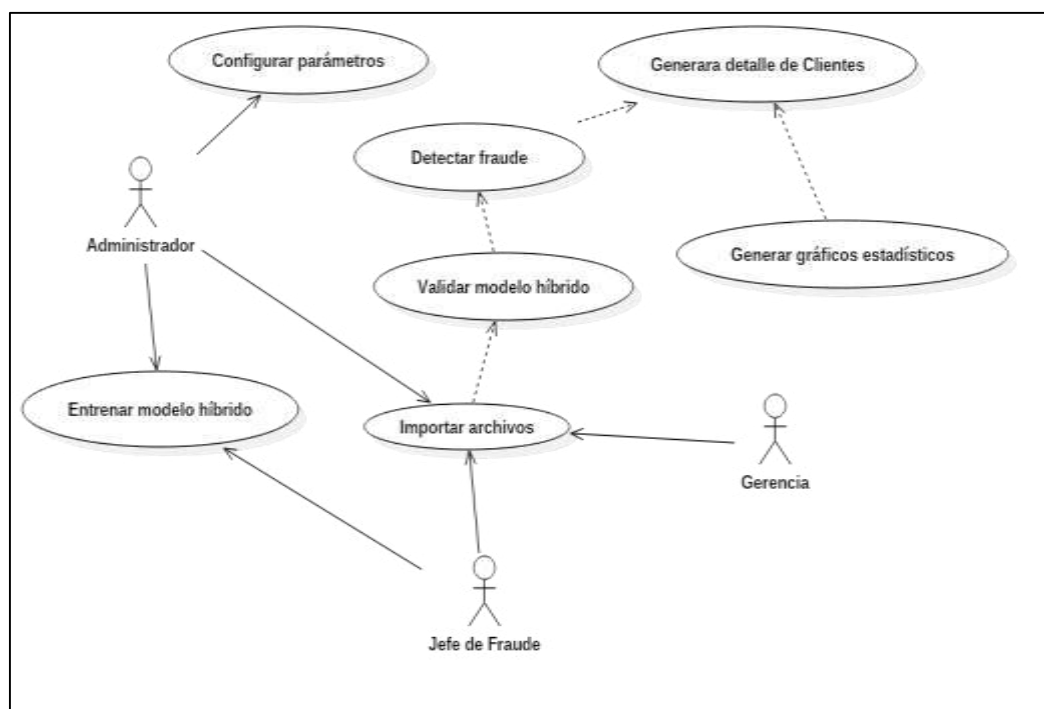 Configurar parámetros
Generara detalle de Clientes
Detectar fraude
Administrador
Generar gráficos estadísticos
Validar modelo híbrido
Entrenar modelo híbrido
Importar archivos
Gerencia
Jefe de Fraude